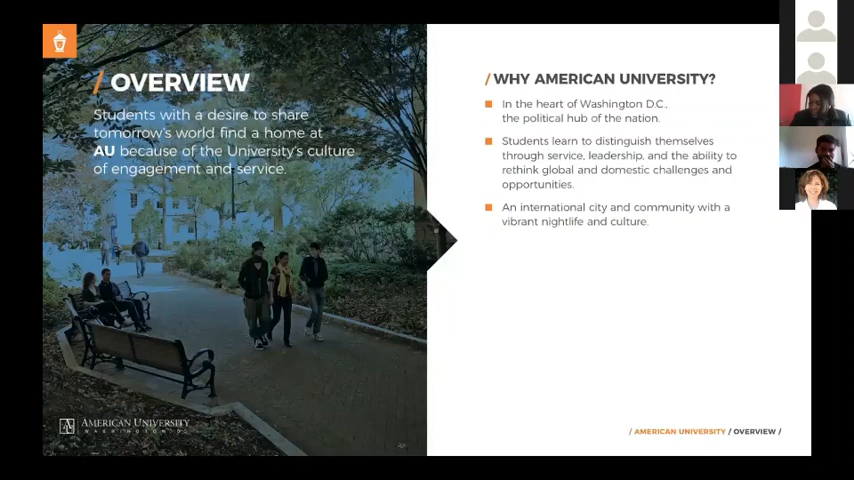 / OVERVIEW
Students with a desire to share
tomorrow's world find a home at
AU because of the University's culture
of engagement and service.
AMERICAN UNIVERSITY
WASHINGTON, DC
/ WHY AMERICAN UNIVERSITY?
In the heart of Washington D.C.,
the political hub of the nation.
Students learn to distinguish themselves
through service, leadership, and the ability to
rethink global and domestic challenges and
opportunities.
An international city and community with a
vibrant nightlife and culture.
/ AMERICAN UNIVERSITY / OVERVIEW /